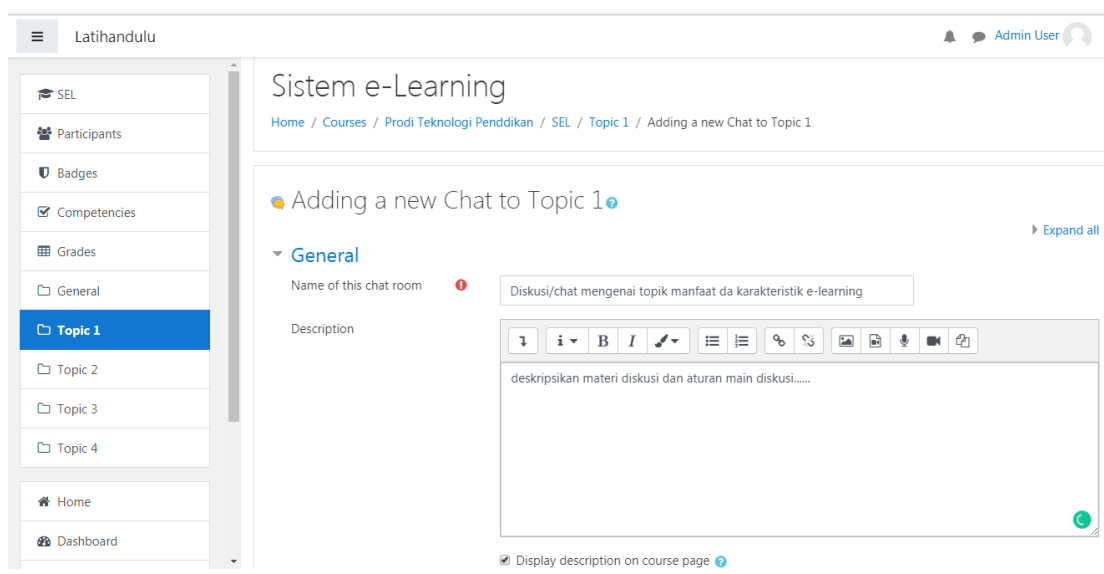 Latihandulu
Admin User
SEL
Participants
Badges
Competencies
Grades
General
Topic 1
Topic 2
Topic 3
Topic 4
Home
Dashboard
Sistem e-Learning
Home / Courses / Prodi Teknologi Penddikan / SEL / Topic 1 / Adding a new Chat to Topic 1
Adding a new Chat to Topic 1
Expand all
General
Name of this chat room
Diskusi/chat mengenai topik manfaat da karakteristik e-learning
Description
i B I
deskripsikan materi diskusi dan aturan main diskusi......
Display description on course page